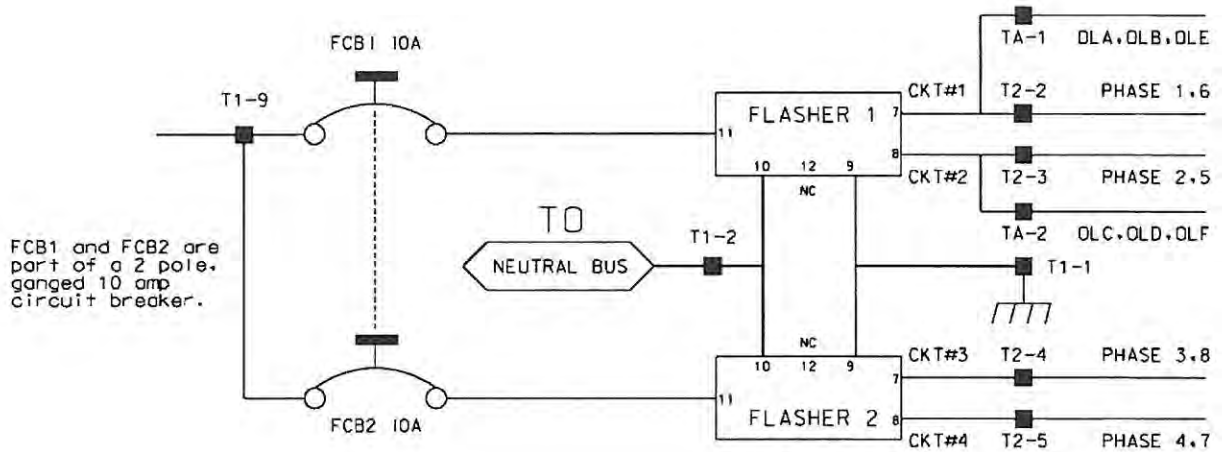 FCB1 10A
T1-9
FCB1 and FCB2 are
part of a 2 pole,
ganged 10 amp
circuit breaker.
FCB2 10A
TO
NEUTRAL BUS
T1-2
11
FLASHER 1
7
8
10 12 9
NC
CKT#1
CKT#2
TA-1 OLA,OLB,OLE
T2-2 PHASE 1,6
T2-3 PHASE 2,5
TA-2 OLC,OLD,OLF
T1-1
NC
10 12 9
11
FLASHER 2
7
8
CKT#3 T2-4 PHASE 3,8
CKT#4 T2-5 PHASE 4,7